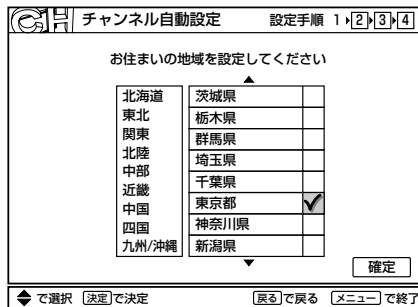 CH チャンネル自動設定 設定手順 1▸2▸3▸4
お住まいの地域を設定してください
北海道
東北
関東
北陸
中部
近畿
中国
四国
九州/沖縄
茨城県
栃木県
群馬県
埼玉県
千葉県
東京都
神奈川県
新潟県
確定
で選択 決定で決定 戻るで戻る メニューで終了